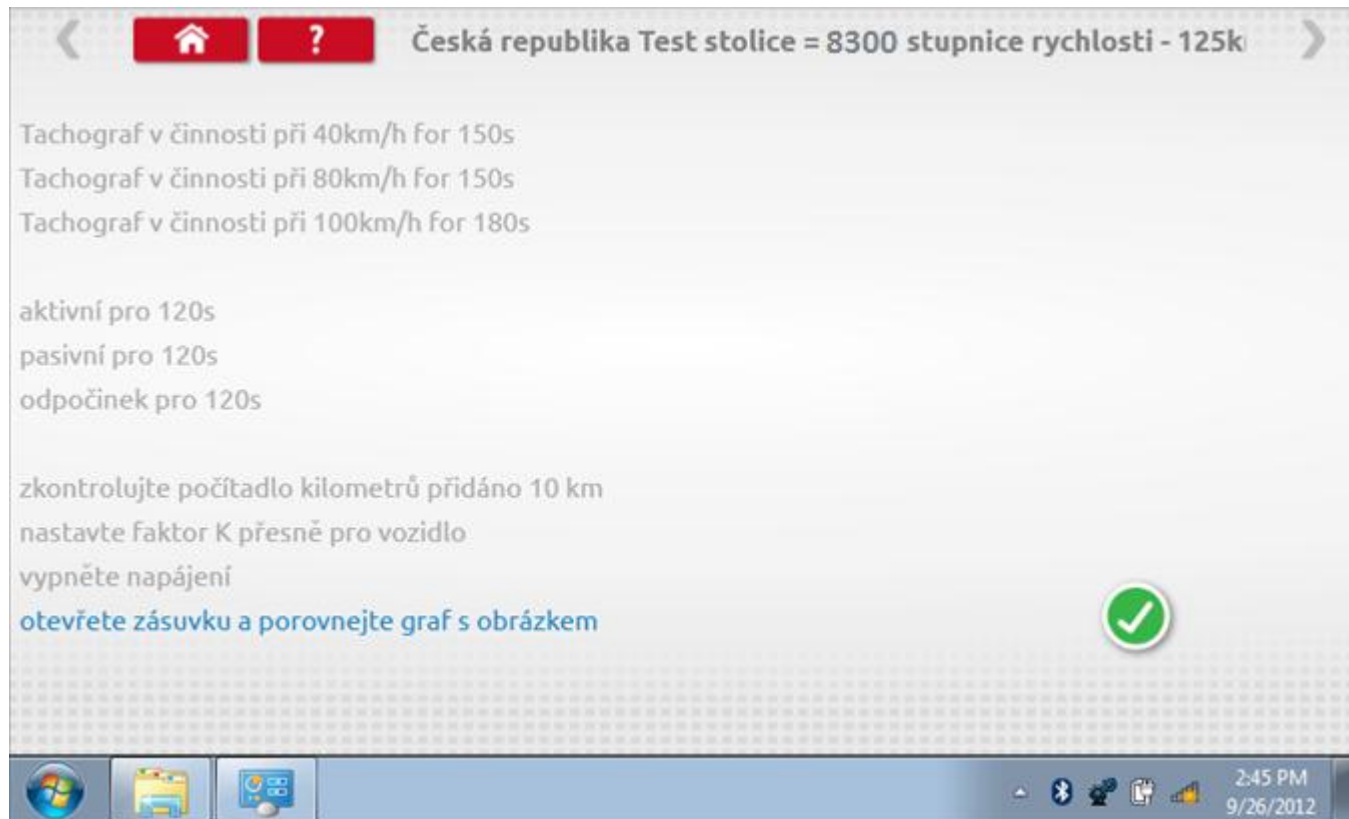 ? Česká republika Test stolice = 8300 stupnice rychlosti - 125k
Tachograf v činnosti při 40km/h for 150s
Tachograf v činnosti při 80km/h for 150s
Tachograf v činnosti při 100km/h for 180s
aktivní pro 120s
pasivní pro 120s
odpočinek pro 120s
zkontrolujte počítadlo kilometrů přidáno 10 km
nastavte faktor K přesně pro vozidlo
vypněte napájení
otevřete zásuvku a porovnejte graf s obrázkem
2:45 PM
9/26/2012